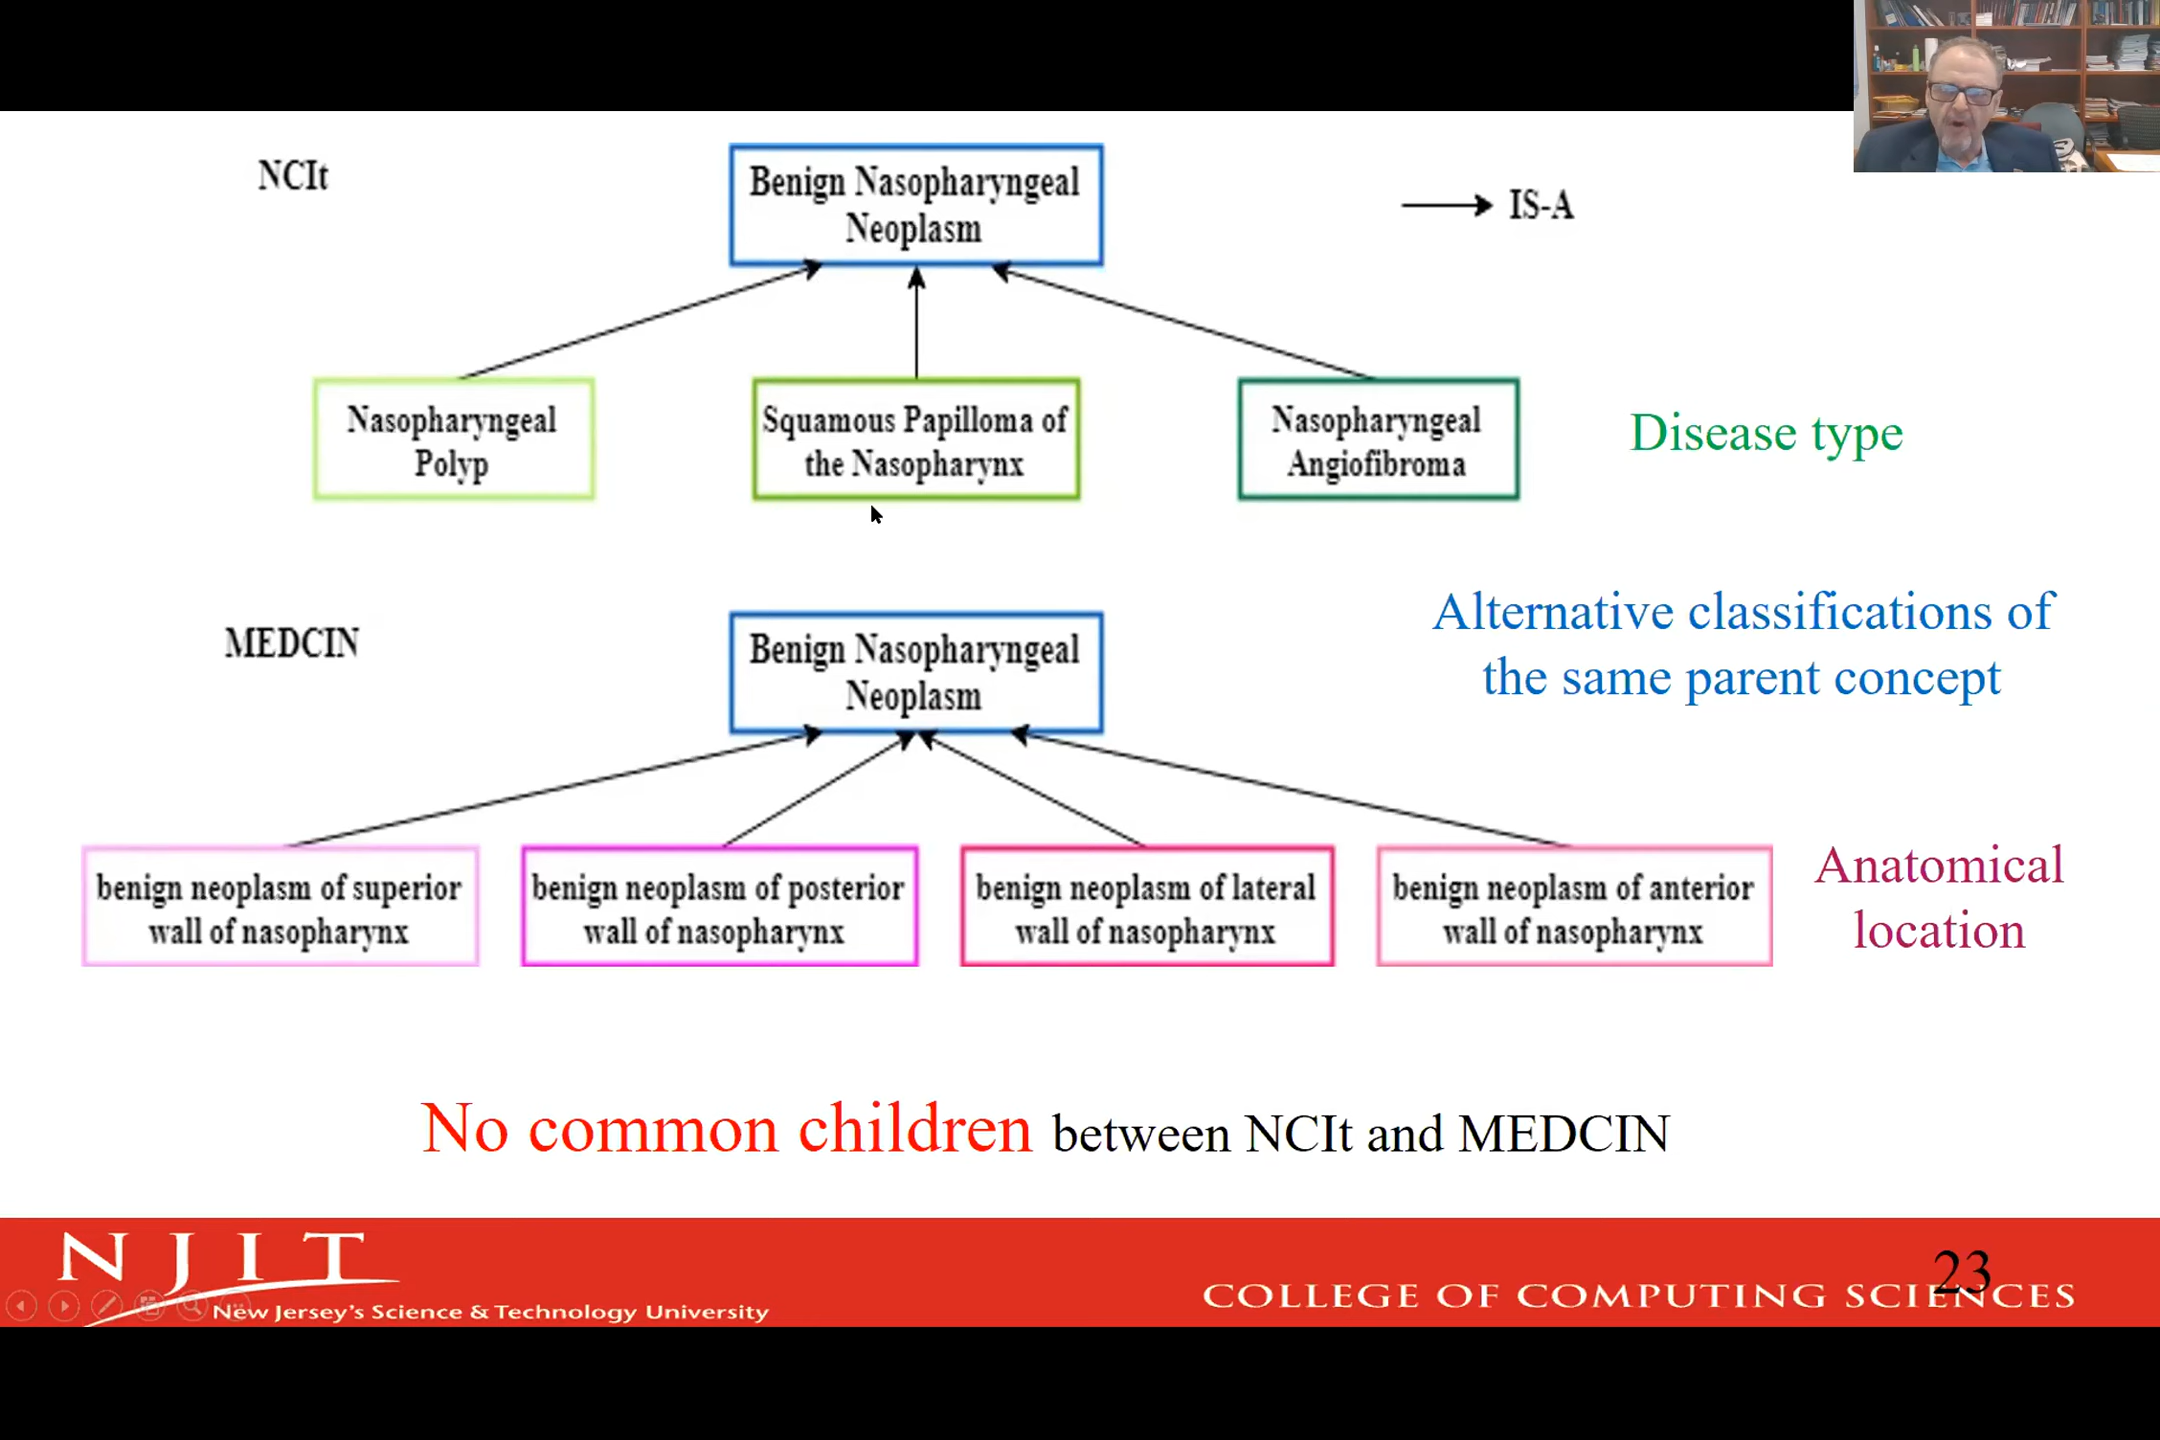 NCIt
Benign Nasopharyngeal
Neoplasm
IS-A
Nasopharyngeal
Polyp
Squamous Papilloma of
the Nasopharynx
Nasopharyngeal
Angiofibroma
Disease type
Alternative classifications of
the same parent concept
MEDCIN
Benign Nasopharyngeal
Neoplasm
benign neoplasm of superior
wall of nasopharynx
benign neoplasm of posterior
wall of nasopharynx
benign neoplasm of lateral
wall of nasopharynx
benign neoplasm of anterior
wall of nasopharynx
Anatomical
location
No common children between NCIt and MEDCIN
NJIT
New Jersey's Science & Technology University
COLLEGE OF COMPUTING SCIENCES
23